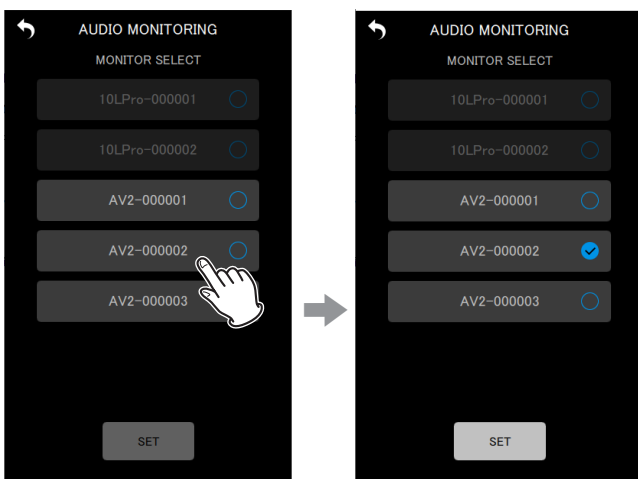 AUDIO MONITORING
MONITOR SELECT
10LPro-000001
10LPro-000002
AV2-000001
AV2-000002
AV2-000003
SET
AUDIO MONITORING
MONITOR SELECT
10LPro-000001
10LPro-000002
AV2-000001
AV2-000002
AV2-000003
SET